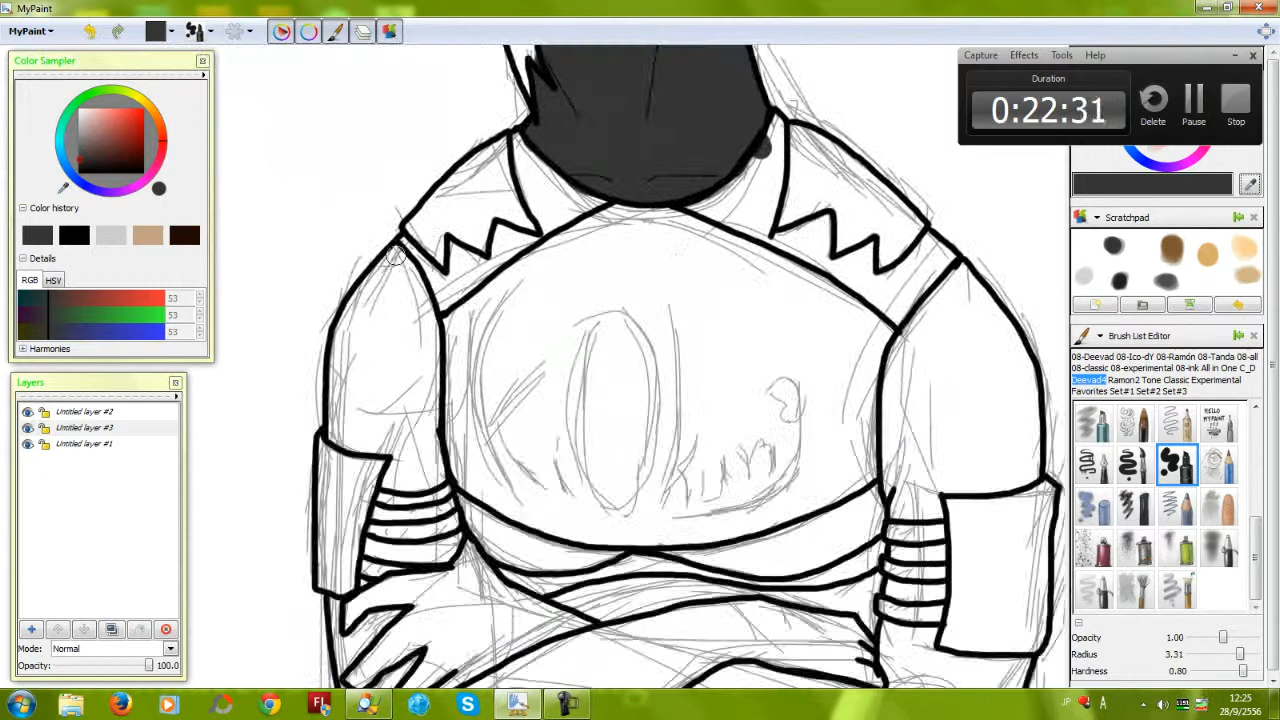 MyPaint
MyPaint
Color Sampler
Color history
Details
RGB HSV
53
53
53
Harmonies
Layers
Untitled layer #2
Untitled layer #3
Untitled layer #1
Mode: Normal
Opacity: 100.0
Capture Effects Tools Help
Duration
0:22:31
Delete Pause Stop
Scratchpad
Brush List Editor
08-Deevad 08-Ico-dY 08-Ramón 08-Tanda 08-all
08-classic 08-experimental 08-ink All in One C_D
Deevad4 Ramon2 Tone Classic Experimental
Favorites Set#1 Set#2 Set#3
HELLO
MYPAINT
Opacity 1.00
Radius 3.31
Hardness 0.80
JP A
12:25
28/9/2556